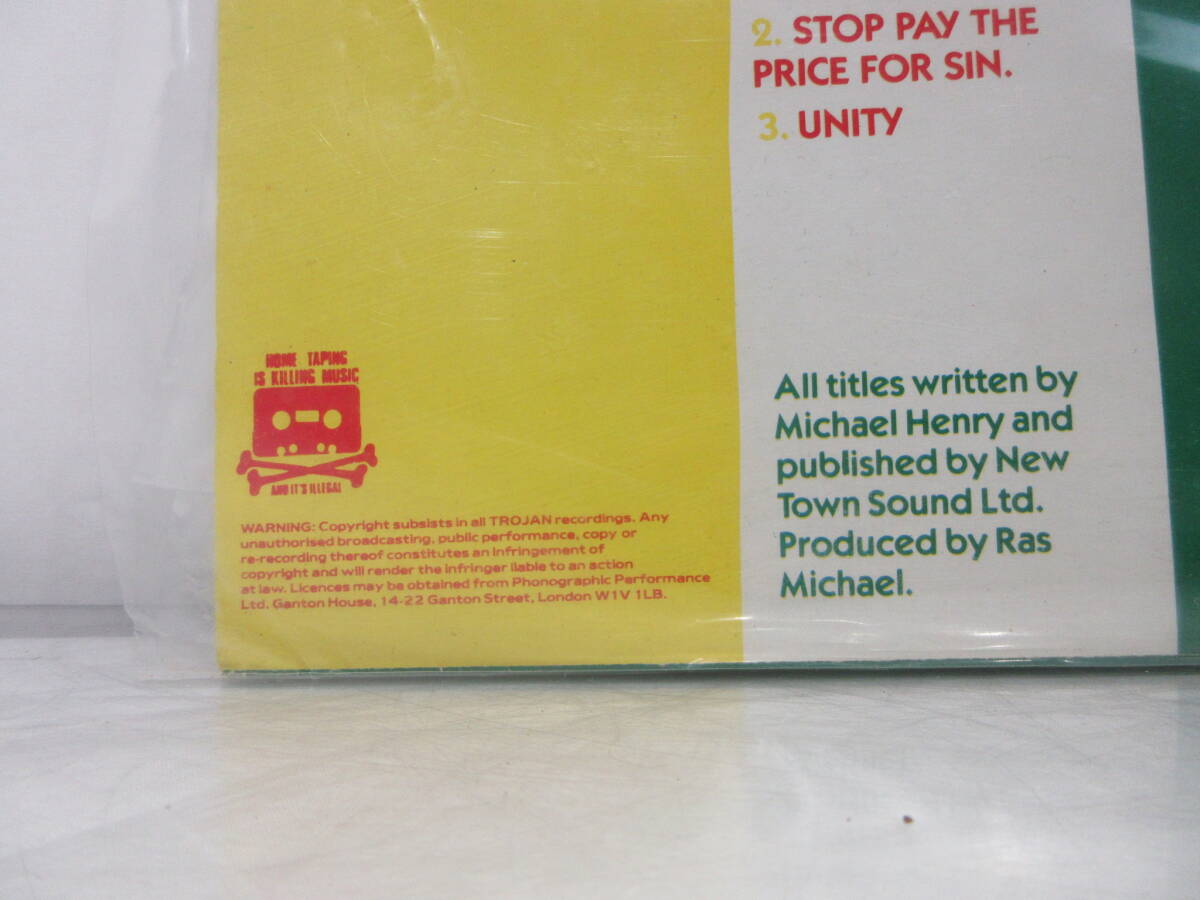 2. STOP PAY THE
PRICE FOR SIN.
3. UNITY
HOME TAPING
IS KILLING MUSIC
AND IT'S ILLEGAL
WARNING: Copyright subsists in all TROJAN recordings. Any
unauthorised broadcasting, public performance, copy or
re-recording thereof constitutes an infringement of
copyright and will render the infringer liable to an action
at law. Licences may be obtained from Phonographic Performance
Ltd. Ganton House, 14-22 Ganton Street, London W1V 1LB.
All titles written by
Michael Henry and
published by New
Town Sound Ltd.
Produced by Ras
Michael.